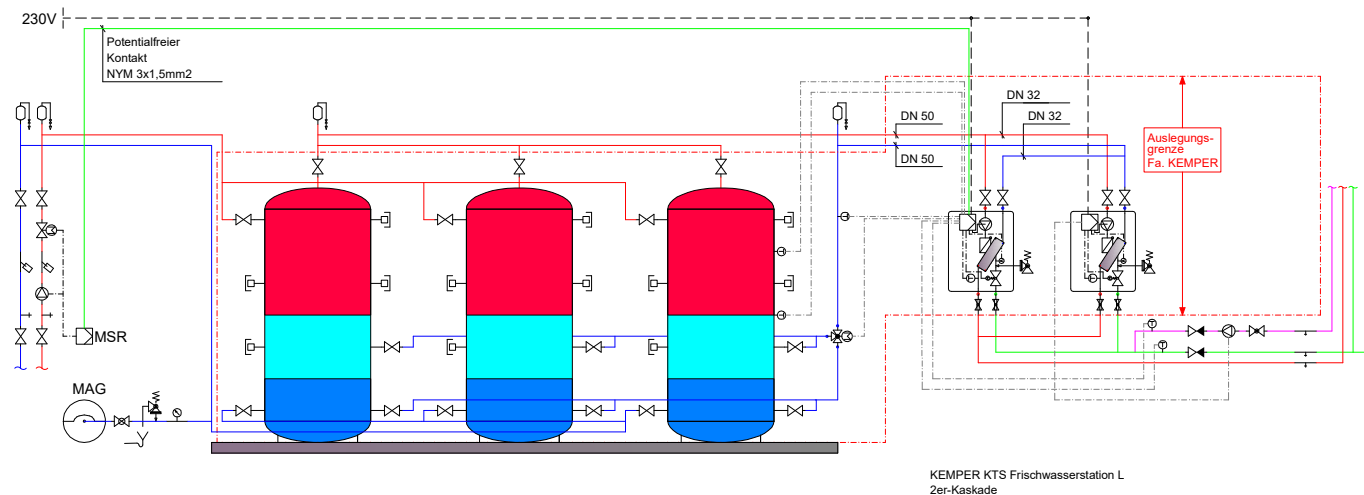 230V
Potentialfreier
Kontakt
NYM 3x1,5mm2
DN 32
DN 50
DN 32
DN 50
Auslegungs-
grenze
Fa. KEMPER
MSR
MAG
KEMPER KTS Frischwasserstation L
2er-Kaskade